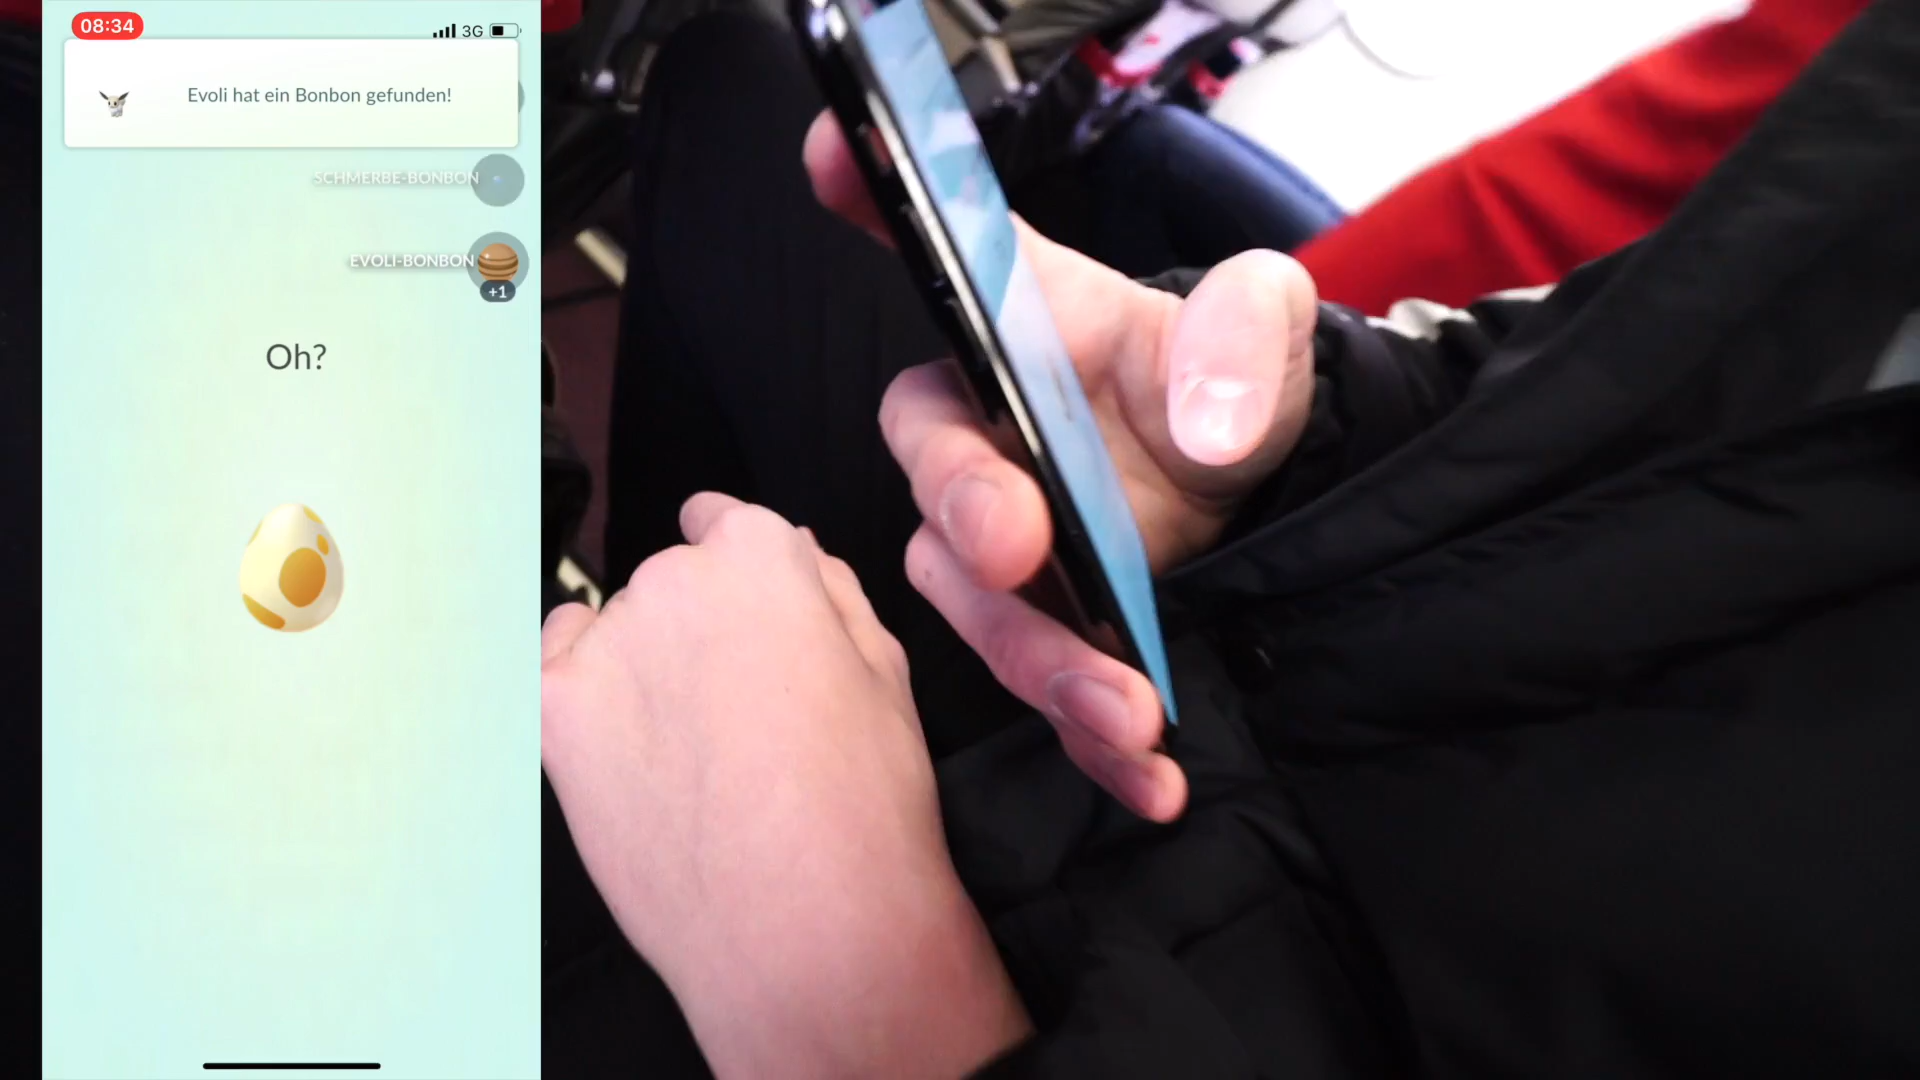 08:34
3G
Evoli hat ein Bonbon gefunden!
SCHMERBE-BONBON
EVOLI-BONBON
+1
Oh?